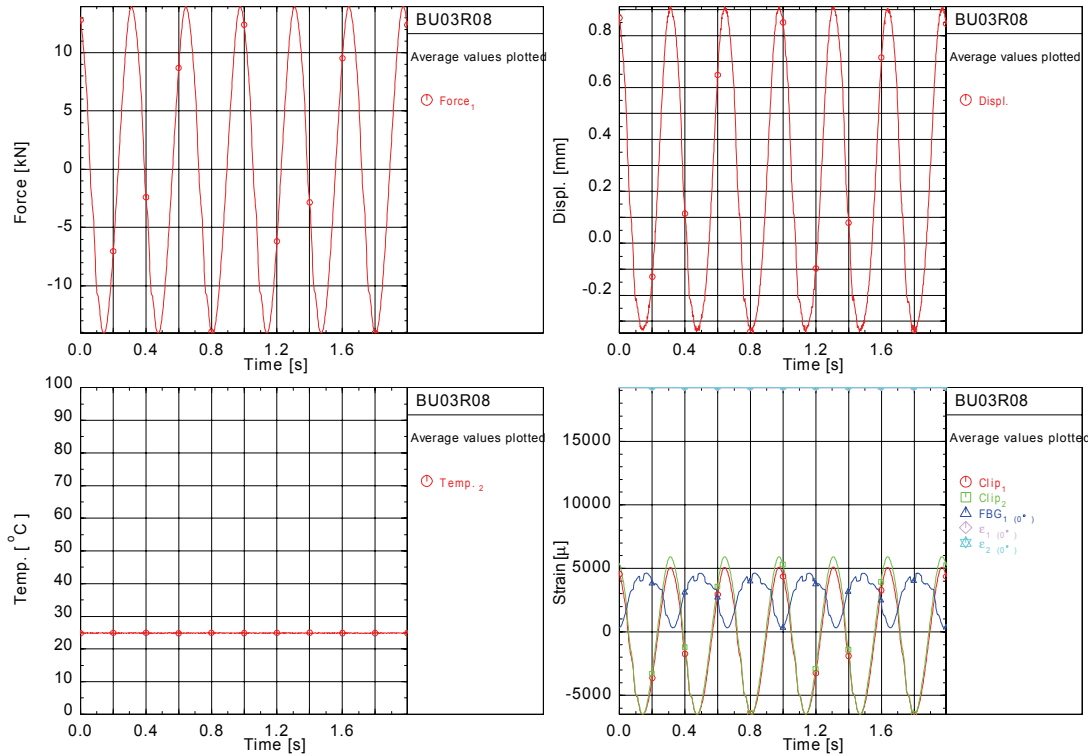 BU03R08
Average values plotted
Force₁
10
5
0
-5
-10
Force [kN]
0.0 0.4 0.8 1.2 1.6
Time [s]
BU03R08
Average values plotted
Displ.
0.8
0.6
0.4
0.2
0.0
-0.2
Displ. [mm]
0.0 0.4 0.8 1.2 1.6
Time [s]
BU03R08
Average values plotted
Temp.₂
100
90
80
70
60
50
40
30
20
10
0
Temp. [°C]
0.0 0.4 0.8 1.2 1.6
Time [s]
BU03R08
Average values plotted
Clip₁
Clip₂
FBG₁ (0°)
ε₁ (0°)
ε₂ (0°)
15000
10000
5000
0
-5000
Strain[µ]
0.0 0.4 0.8 1.2 1.6
Time [s]